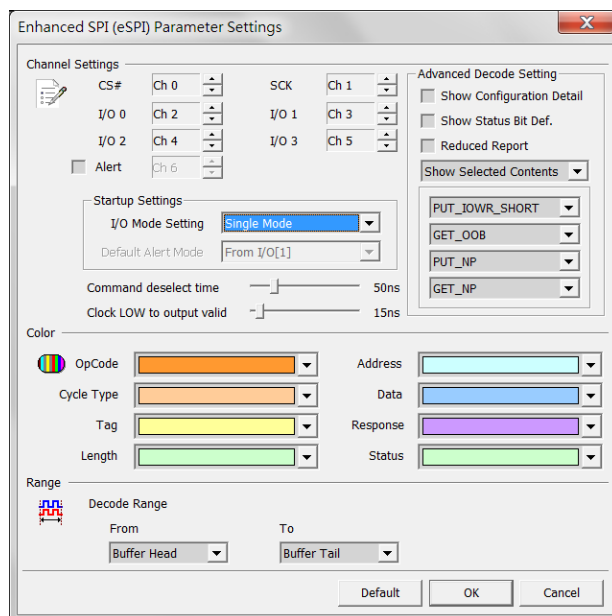 Enhanced SPI (eSPI) Parameter Settings
Channel Settings
CS# Ch 0 SCK Ch 1
I/O 0 Ch 2 I/O 1 Ch 3
I/O 2 Ch 4 I/O 3 Ch 5
Alert Ch 6
Startup Settings
I/O Mode Setting Single Mode
Default Alert Mode From I/O[1]
Command deselect time 50ns
Clock LOW to output valid 15ns
Advanced Decode Setting
Show Configuration Detail
Show Status Bit Def.
Reduced Report
Show Selected Contents
PUT_IOWR_SHORT
GET_OOB
PUT_NP
GET_NP
Color
OpCode Address
Cycle Type Data
Tag Response
Length Status
Range
Decode Range
From To
Buffer Head Buffer Tail
Default OK Cancel